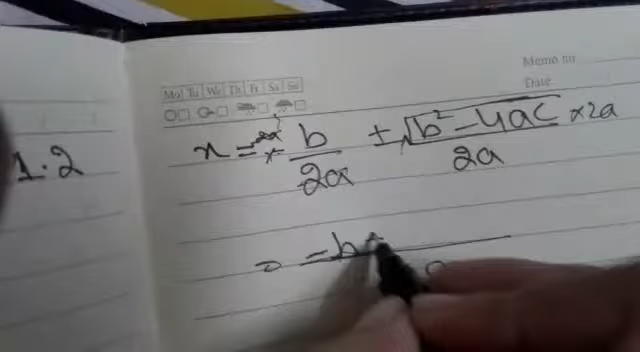 Memo no
Date
Mo Tu We Th Fr Sa Su
1.2
x = - b/2a ± √(b² - 4ac)/2a × 2a
= -b